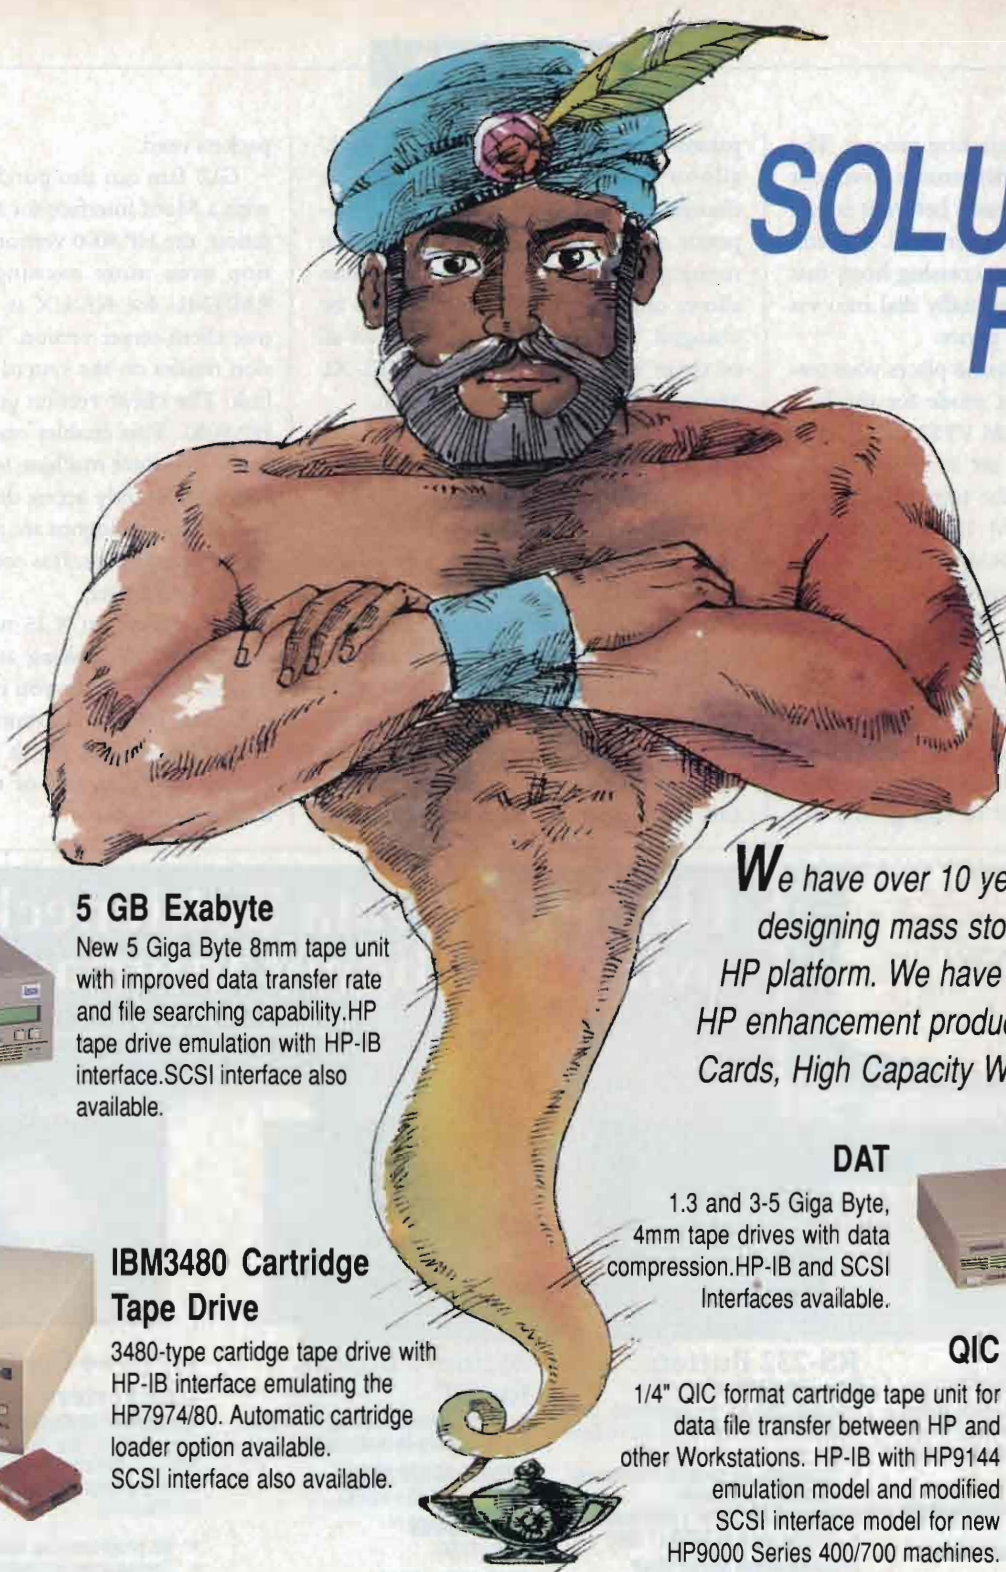 SOLU
F
5 GB Exabyte
New 5 Giga Byte 8mm tape unit
with improved data transfer rate
and file searching capability.HP
tape drive emulation with HP-IB
interface.SCSI interface also
available.
We have over 10 ye
designing mass sto
HP platform. We have
HP enhancement produc
Cards, High Capacity W
DAT
1.3 and 3-5 Giga Byte,
4mm tape drives with data
compression.HP-IB and SCSI
Interfaces available.
IBM3480 Cartridge
Tape Drive
3480-type cartidge tape drive with
HP-IB interface emulating the
HP7974/80. Automatic cartridge
loader option available.
SCSI interface also available.
QIC
1/4" QIC format cartridge tape unit for
data file transfer between HP and
other Workstations. HP-IB with HP9144
emulation model and modified
SCSI interface model for new
HP9000 Series 400/700 machines.